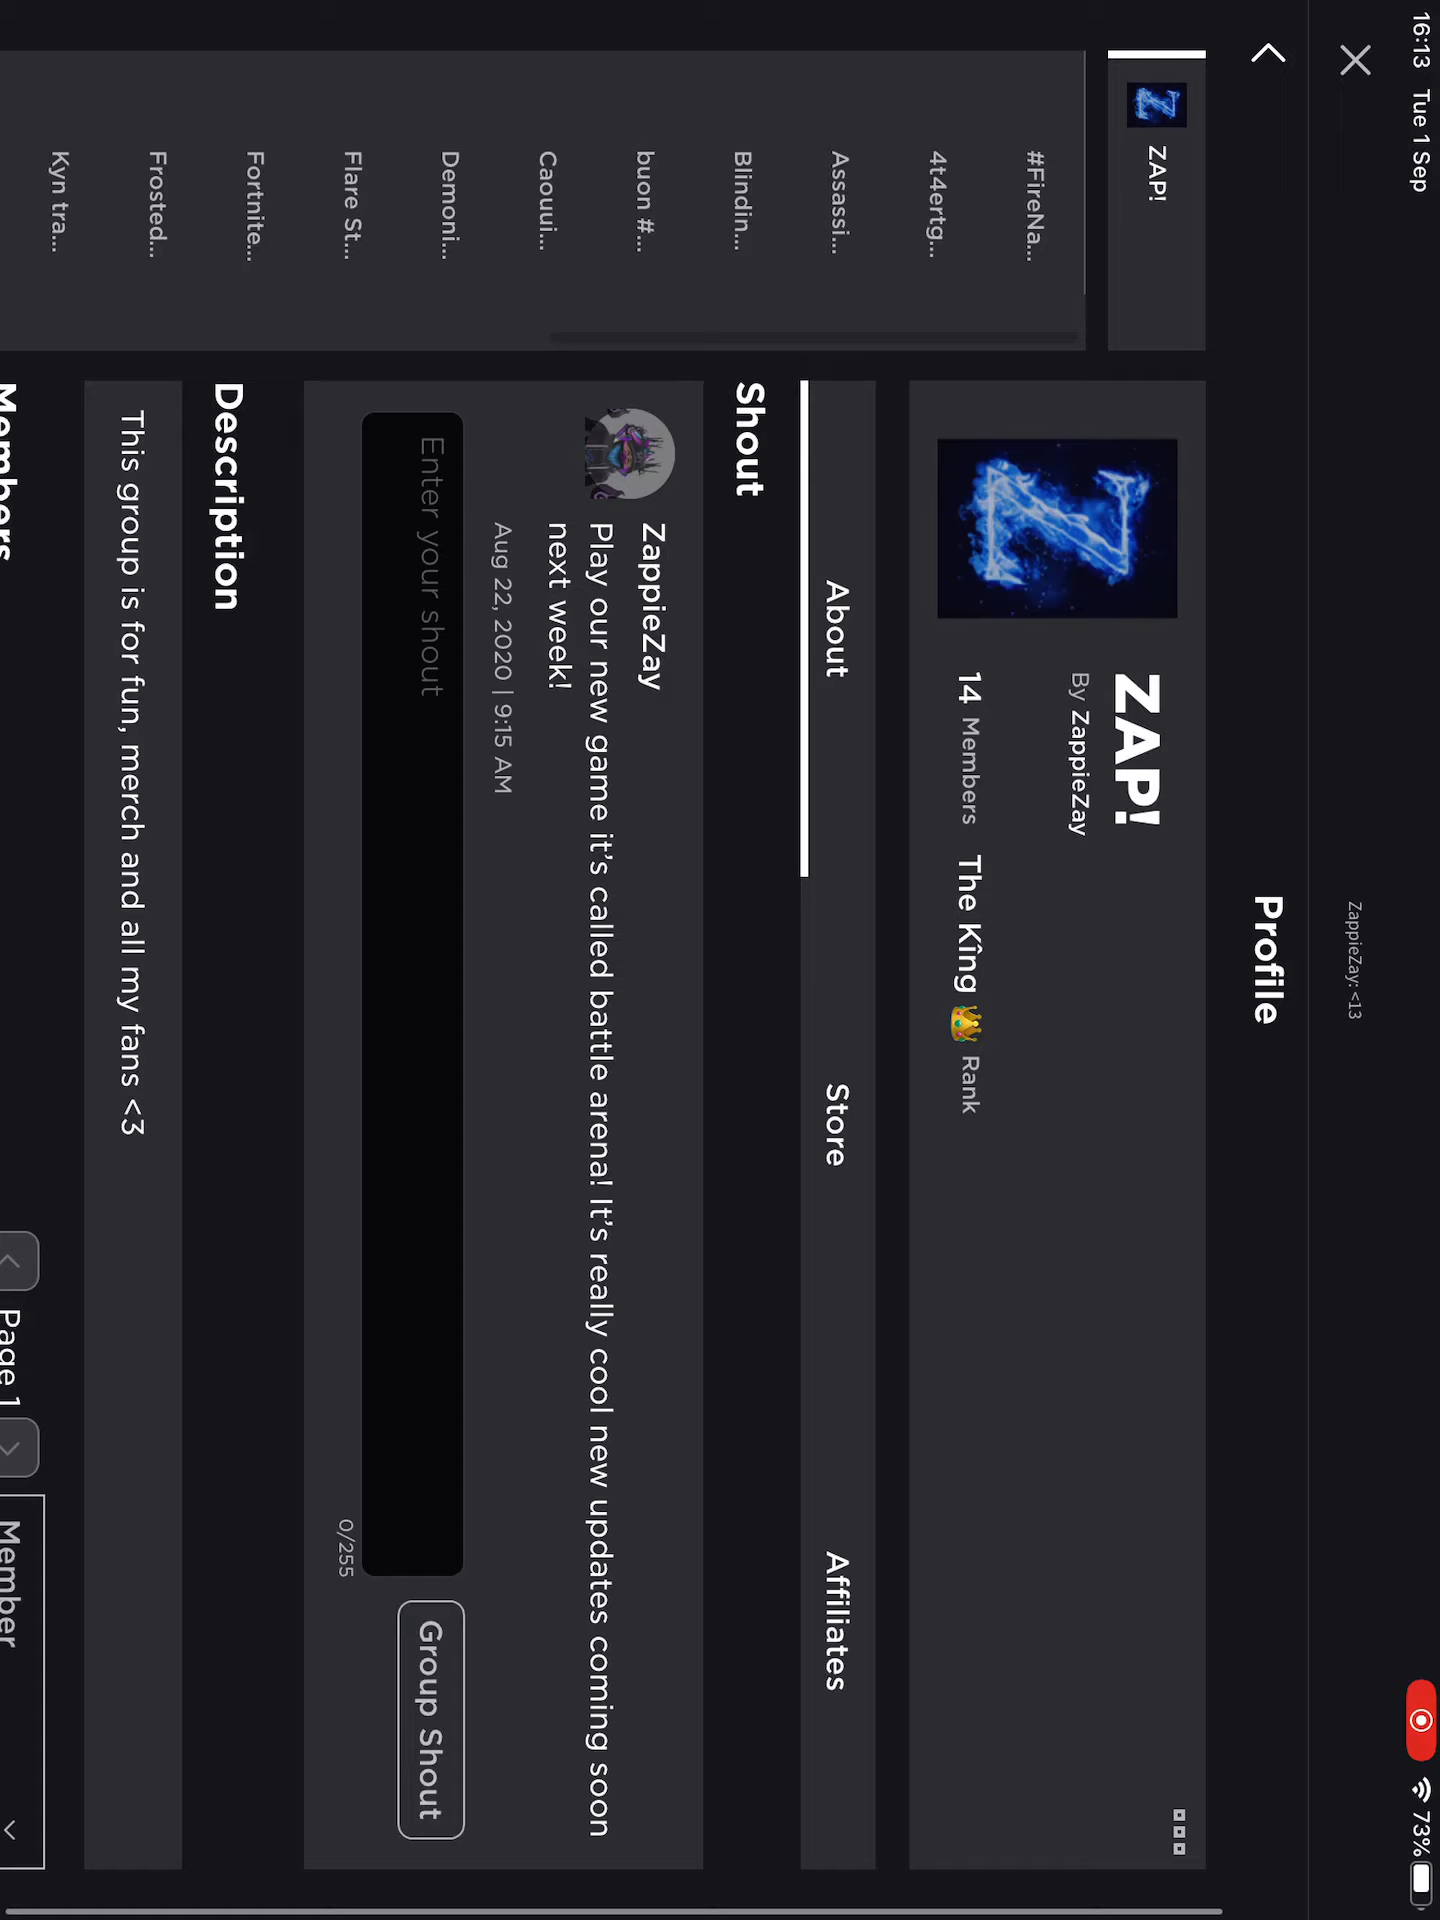 16:13 Tue 1 Sep
73%
ZappieZay: <13
Profile
ZAP!
#FireNa...
4t4ertg...
Assassi...
Blindin...
buon #...
Caouui...
Demoni...
Flare St...
Fortnite...
Frosted...
Kyn tra...
ZAP!
By ZappieZay
14 Members The Kîng 👑 Rank
About Store Affiliates
Shout
ZappieZay
Play our new game it’s called battle arena! It’s really cool new updates coming soon
next week!
Aug 22, 2020 | 9:15 AM
Enter your shout
Group Shout
0/255
Description
This group is for fun, merch and all my fans <3
Members
Page 1
Member